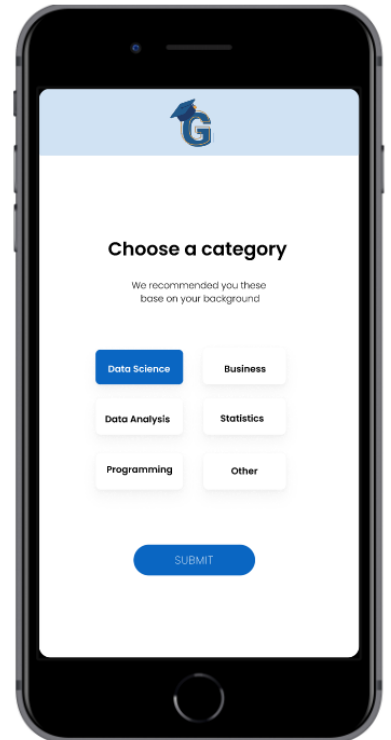 G
Choose a category
We recommended you these
base on your background
Data Science
Business
Data Analysis
Statistics
Programming
Other
SUBMIT